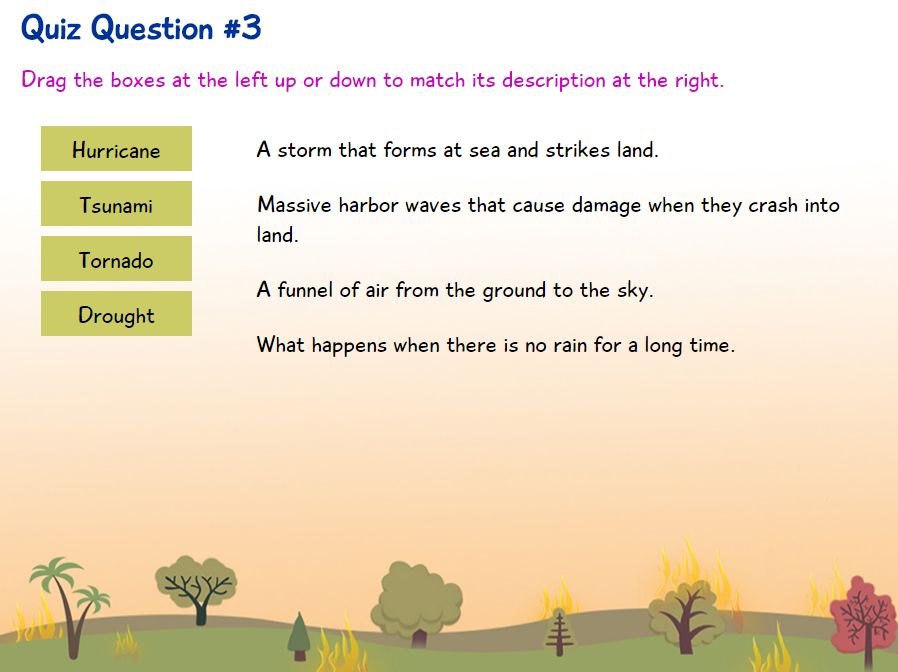 Quiz Question #3
Drag the boxes at the left up or down to match its description at the right.
Hurricane
A storm that forms at sea and strikes land.
Tsunami
Massive harbor waves that cause damage when they crash into
land.
Tornado
A funnel of air from the ground to the sky.
Drought
What happens when there is no rain for a long time.